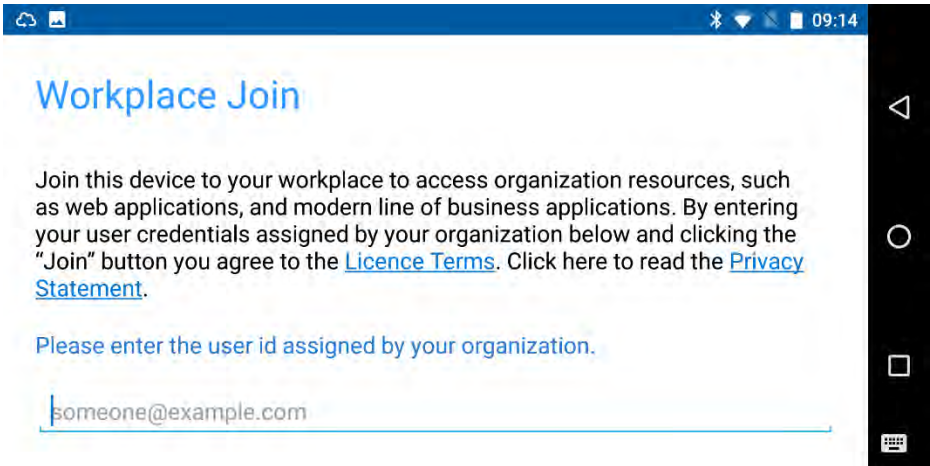 09:14
Workplace Join
Join this device to your workplace to access organization resources, such
as web applications, and modern line of business applications. By entering
your user credentials assigned by your organization below and clicking the
“Join” button you agree to the Licence Terms. Click here to read the Privacy
Statement.
Please enter the user id assigned by your organization.
someone@example.com